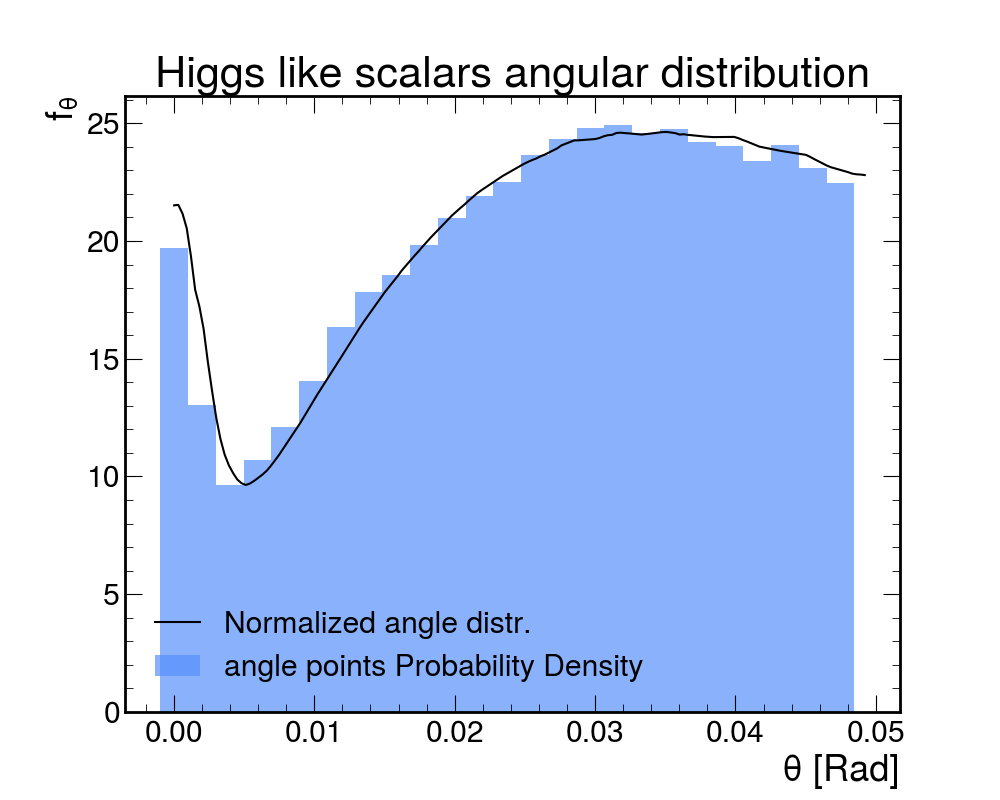 Higgs like scalars angular distribution
fθ
25
20
15
10
5
0
Normalized angle distr.
angle points Probability Density
0.00 0.01 0.02 0.03 0.04 0.05
θ [Rad]